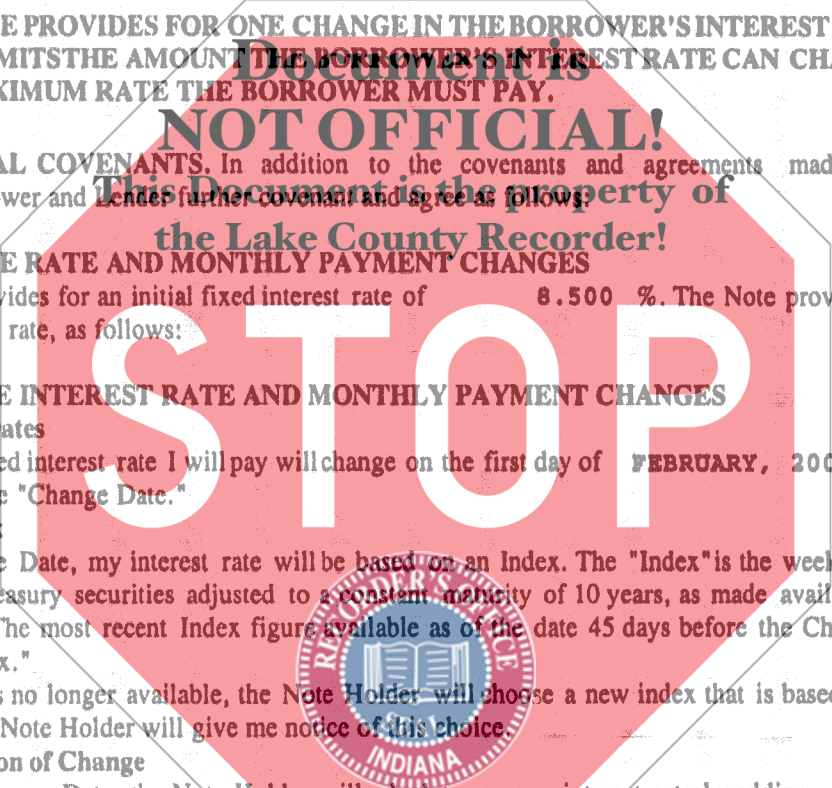 E PROVIDES FOR ONE CHANGE IN THE BORROWER'S INTEREST
MITSTHE AMOUNT THE BORROWER'S INTEREST RATE CAN CHA
XIMUM RATE THE BORROWER MUST PAY.
Document is
NOT OFFICIAL!
This Document is the property of
the Lake County Recorder!
AL COVENANTS. In addition to the covenants and agreements mad
wer and Lender further covenant and agree as follows:
E RATE AND MONTHLY PAYMENT CHANGES
vides for an initial fixed interest rate of 8.500 %. The Note prov
rate, as follows:
STOP
E INTEREST RATE AND MONTHLY PAYMENT CHANGES
ates
ed interest rate I will pay will change on the first day of FEBRUARY, 200
e "Change Date."
e Date, my interest rate will be based on an Index. The "Index" is the week
easury securities adjusted to a constant maturity of 10 years, as made avail
The most recent Index figure available as of the date 45 days before the Ch
x."
s no longer available, the Note Holder will choose a new index that is based
Note Holder will give me notice of this choice.
on of Change
RECORDER'S OFFICE
SEAL
INDIANA